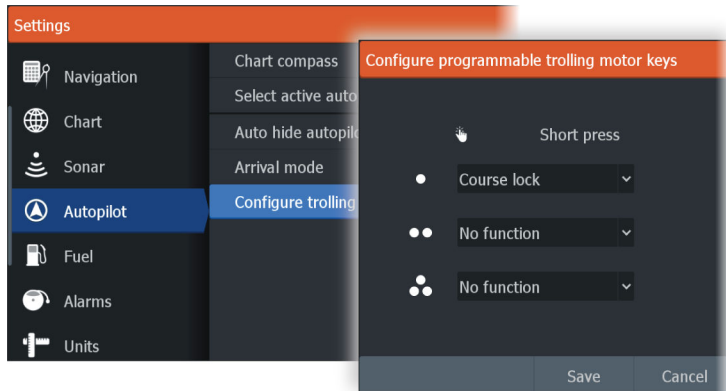 Settings
Navigation
Chart
Sonar
Autopilot
Fuel
Alarms
Units
Chart compass
Select active auto
Auto hide autopilo
Arrival mode
Configure trolling
Configure programmable trolling motor keys
Short press
Course lock
No function
No function
Save Cancel